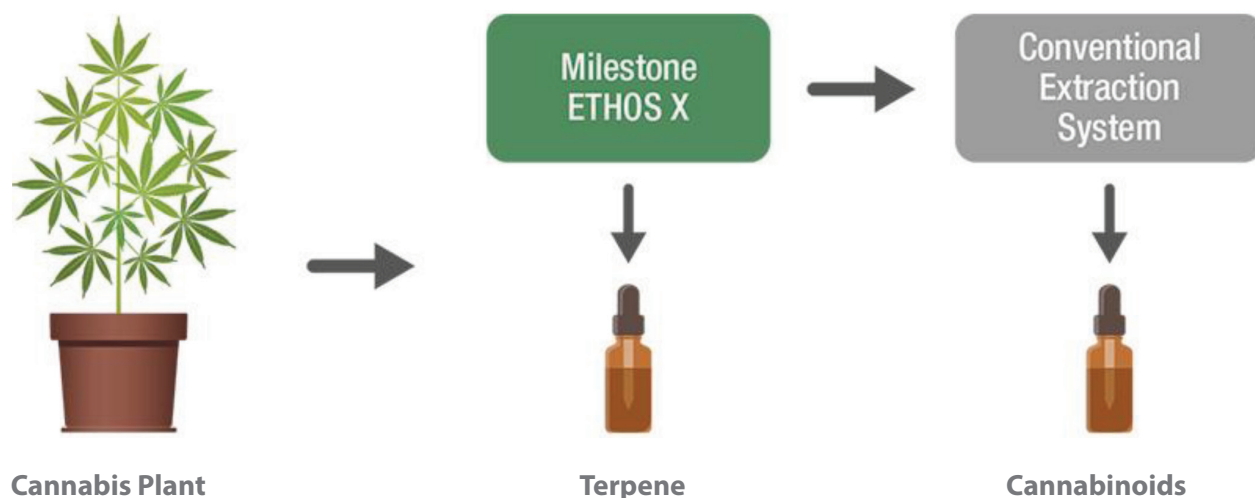 Milestone
ETHOS X
Conventional
Extraction
System
Cannabis Plant
Terpene
Cannabinoids